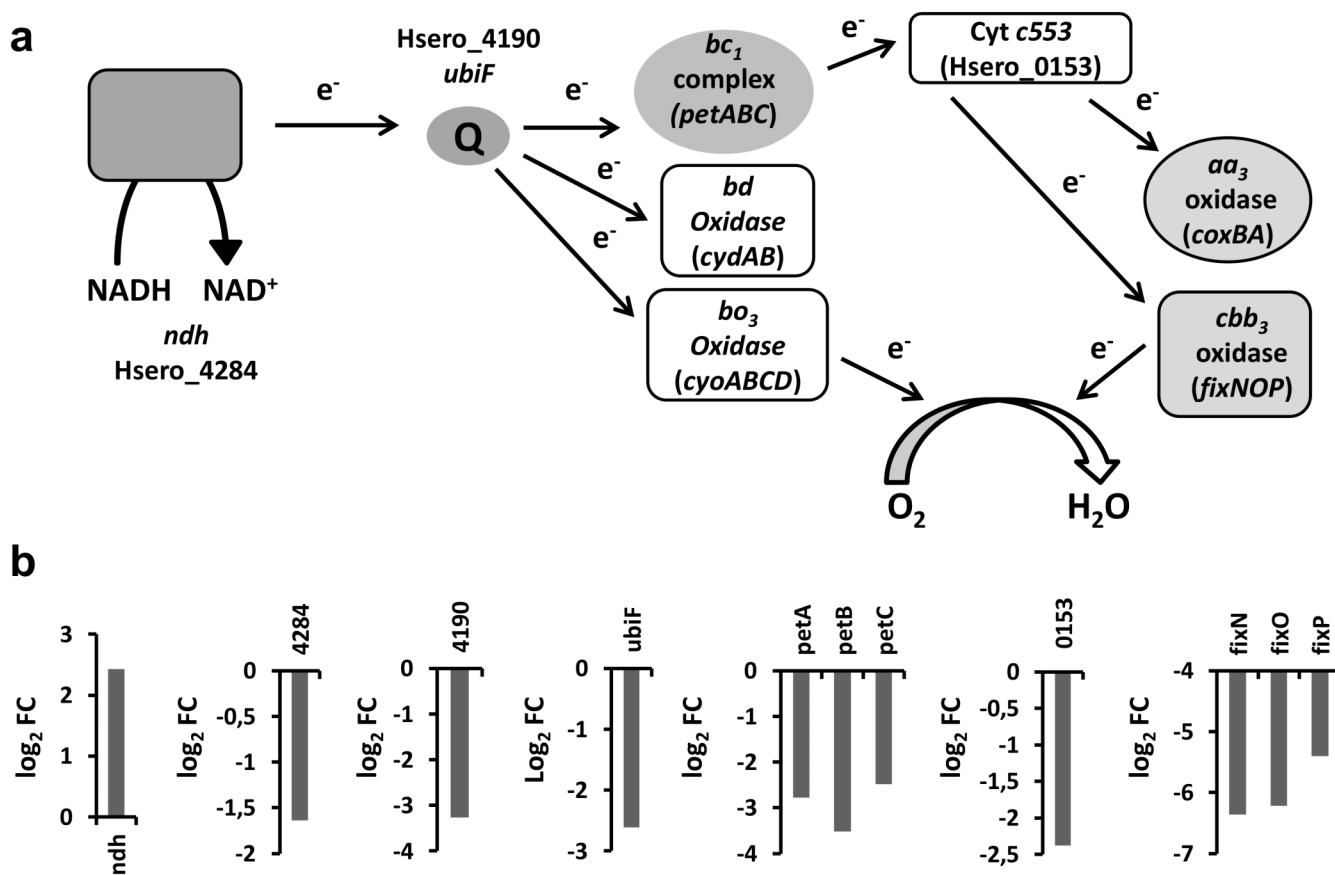 a
Hsero_4190
ubiF
Q
e-
NADH NAD+
ndh
Hsero_4284
e-
bc1
complex
(petABC)
e-
bd
Oxidase
(cydAB)
e-
bo3
Oxidase
(cyoABCD)
e-
Cyt c553
(Hsero_0153)
e-
aa3
oxidase
(coxBA)
e-
cbb3
oxidase
(fixNOP)
e-
e-
O2 H2O
b
log2 FC
3
2
1
0
ndh
log2 FC
4284
0
-0,5
-1
-1,5
-2
log2 FC
4190
0
-1
-2
-3
-4
Log2 FC
ubiF
0
-1
-2
-3
log2 FC
petA petB petC
0
-1
-2
-3
-4
log2 FC
0153
0
-0,5
-1
-1,5
-2
-2,5
log2 FC
fixN fixO fixP
-4
-5
-6
-7